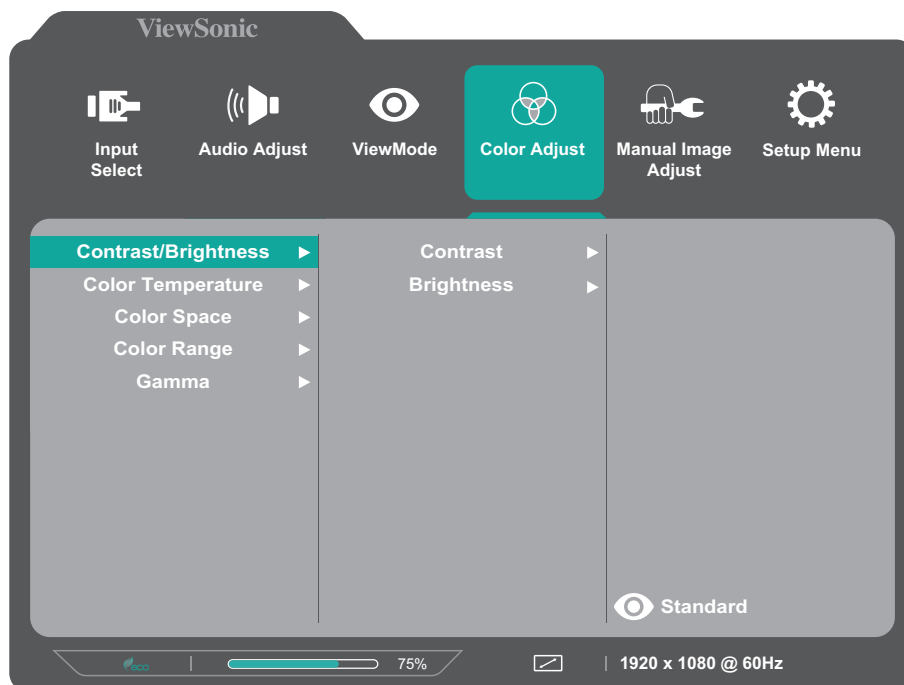 ViewSonic
Input
Select
Audio Adjust
ViewMode
Color Adjust
Manual Image
Adjust
Setup Menu
Contrast/Brightness
Color Temperature
Color Space
Color Range
Gamma
Contrast
Brightness
Standard
eco
75%
1920 x 1080 @ 60Hz